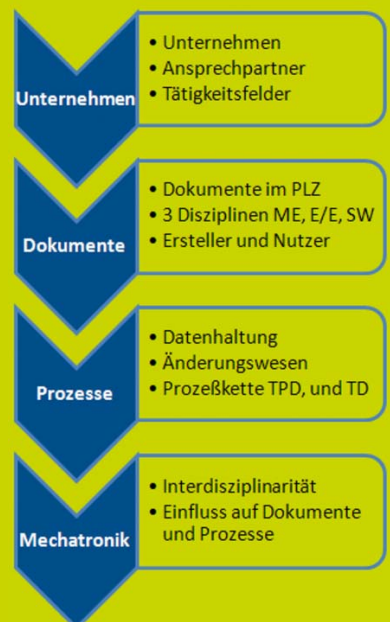 Unternehmen
• Unternehmen
• Ansprechpartner
• Tätigkeitsfelder
Dokumente
• Dokumente im PLZ
• 3 Disziplinen ME, E/E, SW
• Ersteller und Nutzer
Prozesse
• Datenhaltung
• Änderungswesen
• Prozeßkette TPD, und TD
Mechatronik
• Interdisziplinarität
• Einfluss auf Dokumente
und Prozesse